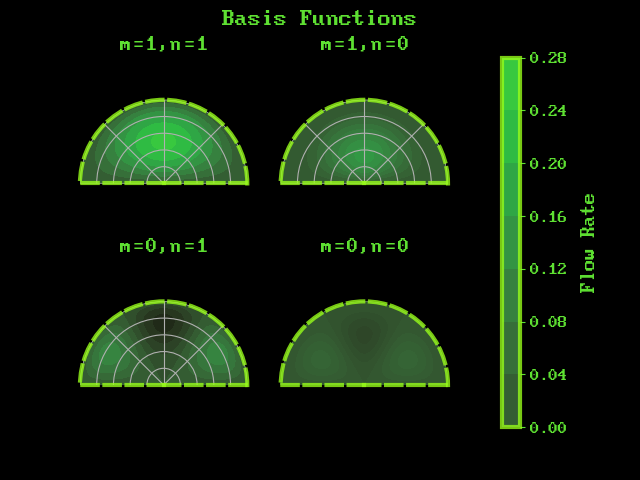 Basis Functions
m=1,n=1
m=1,n=0
m=0,n=1
m=0,n=0
0.28
0.24
0.20
0.16
0.12
0.08
0.04
0.00
Flow Rate